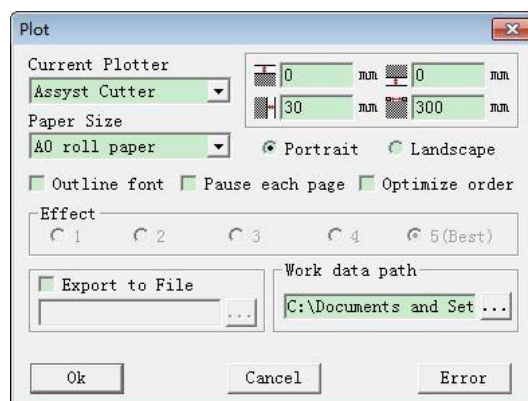 Plot
Current Plotter
Assyst Cutter
0 mm 0 mm
30 mm 300 mm
Paper Size
A0 roll paper
Portrait Landscape
Outline font Pause each page Optimize order
Effect
1 2 3 4 5(Best)
Export to File
...
Work data path
C:\Documents and Set ...
Ok Cancel Error